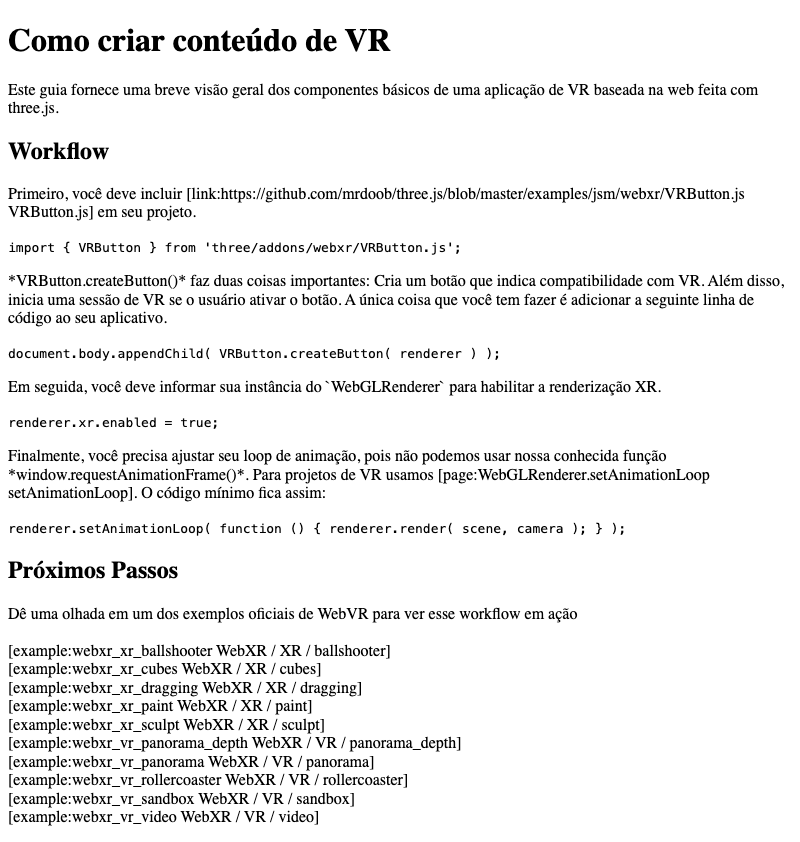 Como criar conteúdo de VR
Este guia fornece uma breve visão geral dos componentes básicos de uma aplicação de VR baseada na web feita com
three.js.
Workflow
Primeiro, você deve incluir [link:https://github.com/mrdoob/three.js/blob/master/examples/jsm/webxr/VRButton.js
VRButton.js] em seu projeto.
import { VRButton } from 'three/addons/webxr/VRButton.js';
*VRButton.createButton()* faz duas coisas importantes: Cria um botão que indica compatibilidade com VR. Além disso,
inicia uma sessão de VR se o usuário ativar o botão. A única coisa que você tem fazer é adicionar a seguinte linha de
código ao seu aplicativo.
document.body.appendChild( VRButton.createButton( renderer ) );
Em seguida, você deve informar sua instância do `WebGLRenderer` para habilitar a renderização XR.
renderer.xr.enabled = true;
Finalmente, você precisa ajustar seu loop de animação, pois não podemos usar nossa conhecida função
*window.requestAnimationFrame()*. Para projetos de VR usamos [page:WebGLRenderer.setAnimationLoop
setAnimationLoop]. O código mínimo fica assim:
renderer.setAnimationLoop( function () { renderer.render( scene, camera ); } );
Próximos Passos
Dê uma olhada em um dos exemplos oficiais de WebVR para ver esse workflow em ação
[example:webxr_xr_ballshooter WebXR / XR / ballshooter]
[example:webxr_xr_cubes WebXR / XR / cubes]
[example:webxr_xr_dragging WebXR / XR / dragging]
[example:webxr_xr_paint WebXR / XR / paint]
[example:webxr_xr_sculpt WebXR / XR / sculpt]
[example:webxr_vr_panorama_depth WebXR / VR / panorama_depth]
[example:webxr_vr_panorama WebXR / VR / panorama]
[example:webxr_vr_rollercoaster WebXR / VR / rollercoaster]
[example:webxr_vr_sandbox WebXR / VR / sandbox]
[example:webxr_vr_video WebXR / VR / video]